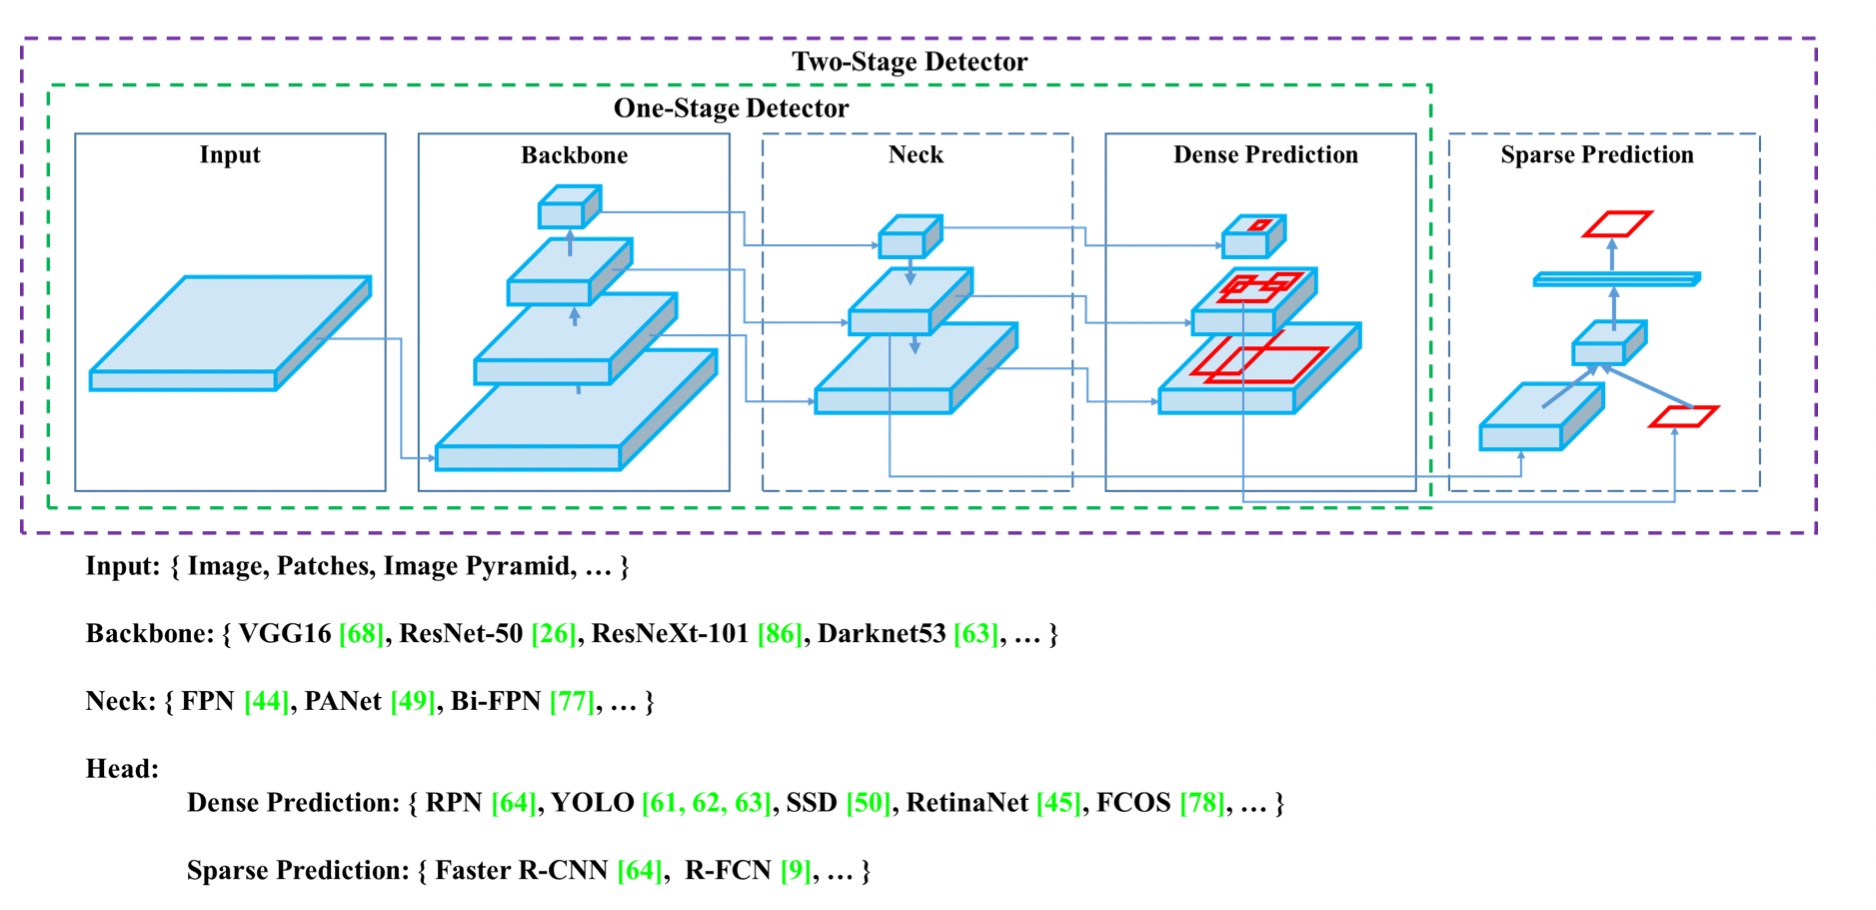 Two-Stage Detector
One-Stage Detector
Input
Backbone
Neck
Dense Prediction
Sparse Prediction
Input: { Image, Patches, Image Pyramid, … }
Backbone: { VGG16 [68], ResNet-50 [26], ResNeXt-101 [86], Darknet53 [63], … }
Neck: { FPN [44], PANet [49], Bi-FPN [77], … }
Head:
Dense Prediction: { RPN [64], YOLO [61, 62, 63], SSD [50], RetinaNet [45], FCOS [78], … }
Sparse Prediction: { Faster R-CNN [64], R-FCN [9], … }